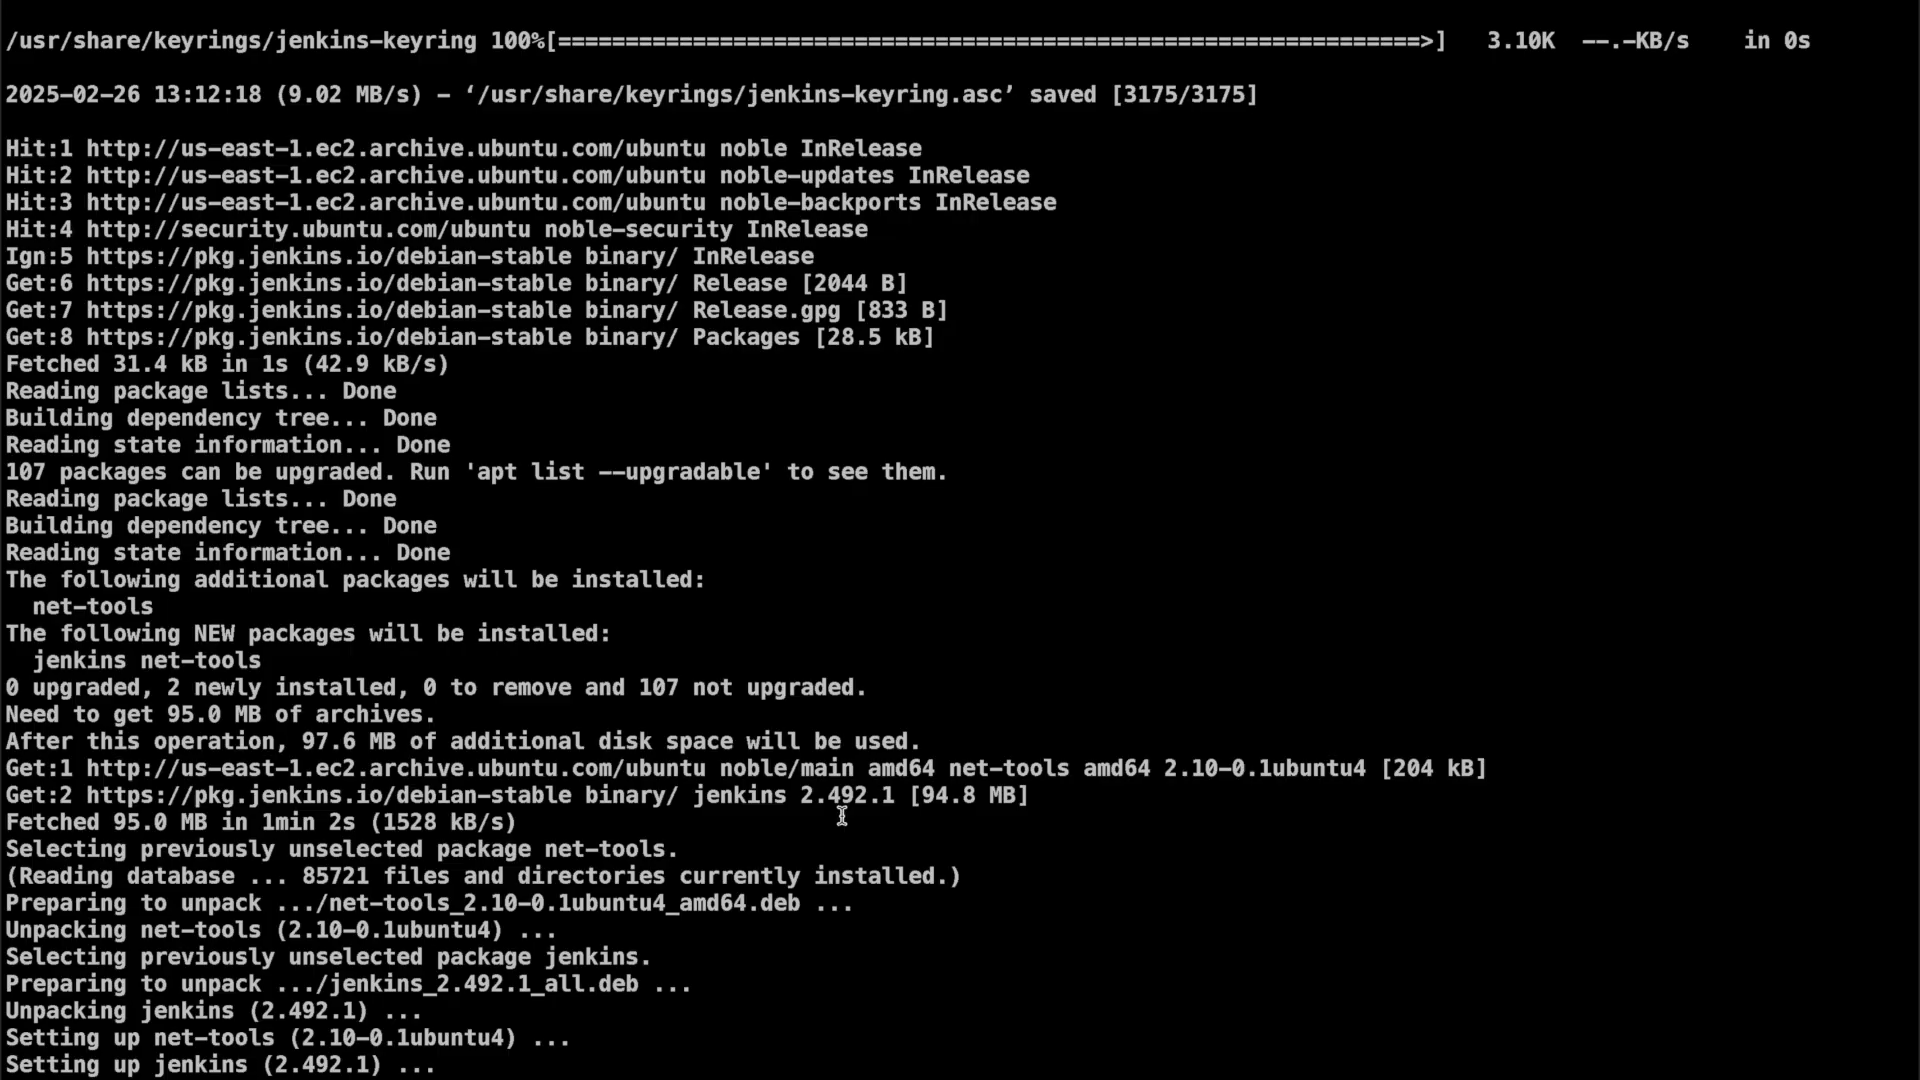 /usr/share/keyrings/jenkins-keyring 100%[================================================================>]   3.10K  --.-KB/s    in 0s
2025-02-26 13:12:18 (9.02 MB/s) - ‘/usr/share/keyrings/jenkins-keyring.asc’ saved [3175/3175]
Hit:1 http://us-east-1.ec2.archive.ubuntu.com/ubuntu noble InRelease
Hit:2 http://us-east-1.ec2.archive.ubuntu.com/ubuntu noble-updates InRelease
Hit:3 http://us-east-1.ec2.archive.ubuntu.com/ubuntu noble-backports InRelease
Hit:4 http://security.ubuntu.com/ubuntu noble-security InRelease
Ign:5 https://pkg.jenkins.io/debian-stable binary/ InRelease
Get:6 https://pkg.jenkins.io/debian-stable binary/ Release [2044 B]
Get:7 https://pkg.jenkins.io/debian-stable binary/ Release.gpg [833 B]
Get:8 https://pkg.jenkins.io/debian-stable binary/ Packages [28.5 kB]
Fetched 31.4 kB in 1s (42.9 kB/s)
Reading package lists... Done
Building dependency tree... Done
Reading state information... Done
107 packages can be upgraded. Run 'apt list --upgradable' to see them.
Reading package lists... Done
Building dependency tree... Done
Reading state information... Done
The following additional packages will be installed:
  net-tools
The following NEW packages will be installed:
  jenkins net-tools
0 upgraded, 2 newly installed, 0 to remove and 107 not upgraded.
Need to get 95.0 MB of archives.
After this operation, 97.6 MB of additional disk space will be used.
Get:1 http://us-east-1.ec2.archive.ubuntu.com/ubuntu noble/main amd64 net-tools amd64 2.10-0.1ubuntu4 [204 kB]
Get:2 https://pkg.jenkins.io/debian-stable binary/ jenkins 2.492.1 [94.8 MB]
Fetched 95.0 MB in 1min 2s (1528 kB/s)
Selecting previously unselected package net-tools.
(Reading database ... 85721 files and directories currently installed.)
Preparing to unpack .../net-tools_2.10-0.1ubuntu4_amd64.deb ...
Unpacking net-tools (2.10-0.1ubuntu4) ...
Selecting previously unselected package jenkins.
Preparing to unpack .../jenkins_2.492.1_all.deb ...
Unpacking jenkins (2.492.1) ...
Setting up net-tools (2.10-0.1ubuntu4) ...
Setting up jenkins (2.492.1) ...